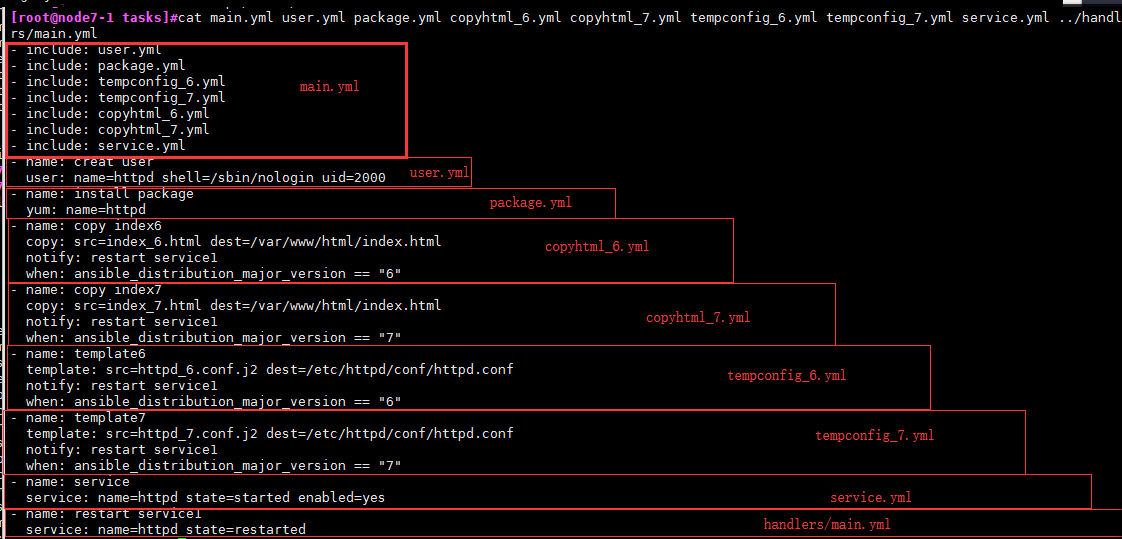 [root@node7-1 tasks]#cat main.yml user.yml package.yml copyhtml_6.yml copyhtml_7.yml tempconfig_6.yml tempconfig_7.yml service.yml ../handl
rs/main.yml
- include: user.yml
- include: package.yml
- include: tempconfig_6.yml
- include: tempconfig_7.yml
- include: copyhtml_6.yml
- include: copyhtml_7.yml
- include: service.yml
main.yml
- name: creat user
user: name=httpd shell=/sbin/nologin uid=2000
user.yml
- name: install package
yum: name=httpd
package.yml
- name: copy index6
copy: src=index_6.html dest=/var/www/html/index.html
notify: restart service1
when: ansible_distribution_major_version == "6"
copyhtml_6.yml
- name: copy index7
copy: src=index_7.html dest=/var/www/html/index.html
notify: restart service1
when: ansible_distribution_major_version == "7"
copyhtml_7.yml
- name: template6
template: src=httpd_6.conf.j2 dest=/etc/httpd/conf/httpd.conf
notify: restart service1
when: ansible_distribution_major_version == "6"
tempconfig_6.yml
- name: template7
template: src=httpd_7.conf.j2 dest=/etc/httpd/conf/httpd.conf
notify: restart service1
when: ansible_distribution_major_version == "7"
tempconfig_7.yml
- name: service
service: name=httpd state=started enabled=yes
service.yml
- name: restart service1
service: name=httpd state=restarted
handlers/main.yml